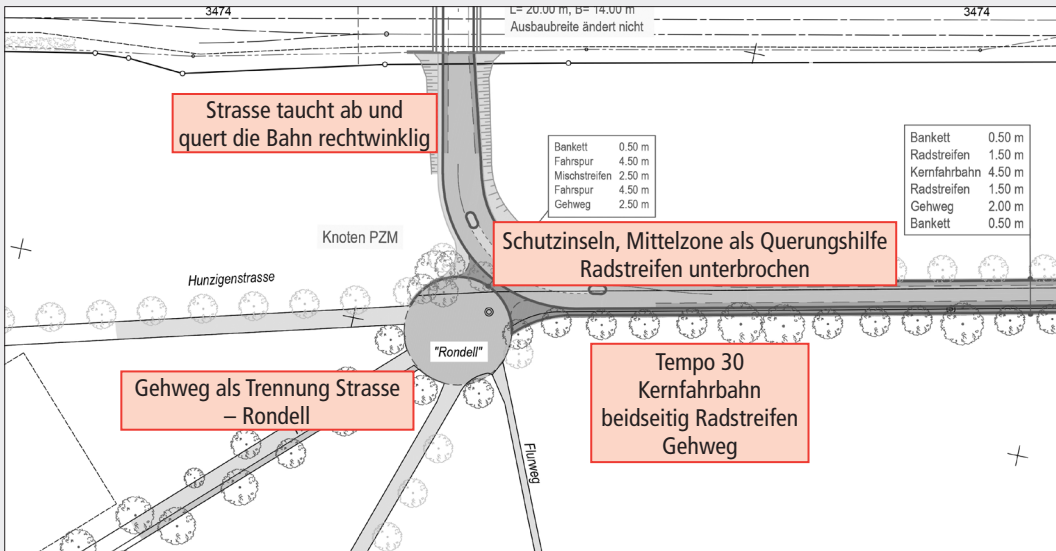 3474
L= 20.00 m, B= 14.00 m
3474
Ausbaubreite ändert nicht
Strasse taucht ab und
quert die Bahn rechtwinklig
Bankett 0.50 m
Fahrspur 4.50 m
Mischstreifen 2.50 m
Fahrspur 4.50 m
Gehweg 2.50 m
Bankett 0.50 m
Radstreifen 1.50 m
Kernfahrbahn 4.50 m
Radstreifen 1.50 m
Gehweg 2.00 m
Bankett 0.50 m
Knoten PZM
Schutzinseln, Mittelzone als Querungshilfe
Radstreifen unterbrochen
Hunzigenstrasse
"Rondell"
Gehweg als Trennung Strasse
– Rondell
Tempo 30
Kernfahrbahn
beidseitig Radstreifen
Gehweg
Flurweg